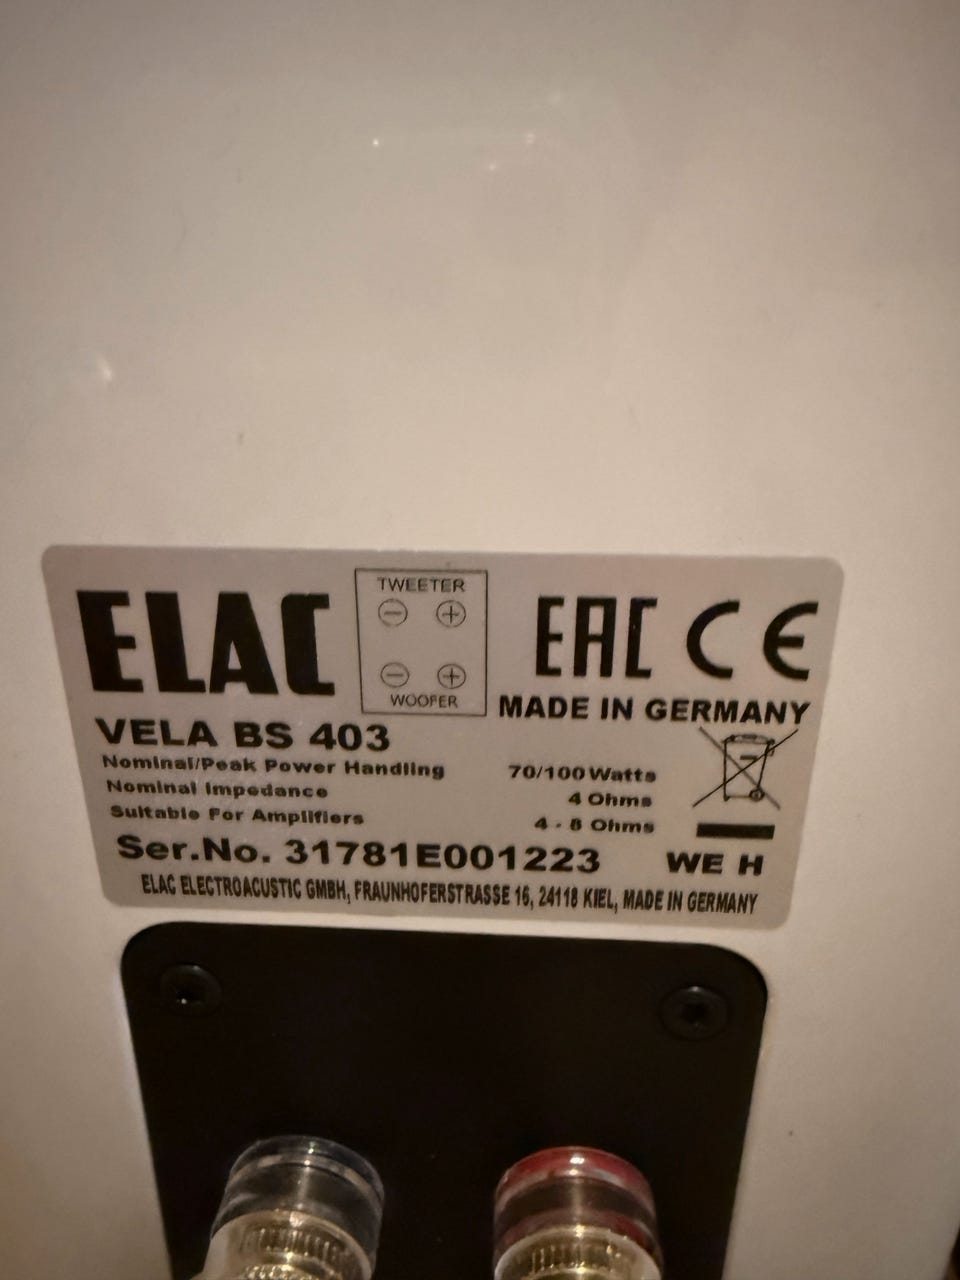 ELAC
TWEETER
− +
− +
WOOFER
EAC CE
MADE IN GERMANY
VELA BS 403
Nominal/Peak Power Handling 70/100 Watts
Nominal Impedance 4 Ohms
Suitable For Amplifiers 4 - 8 Ohms
Ser.No. 31781E001223 WE H
ELAC ELECTROACUSTIC GMBH, FRAUNHOFERSTRASSE 16, 24118 KIEL, MADE IN GERMANY